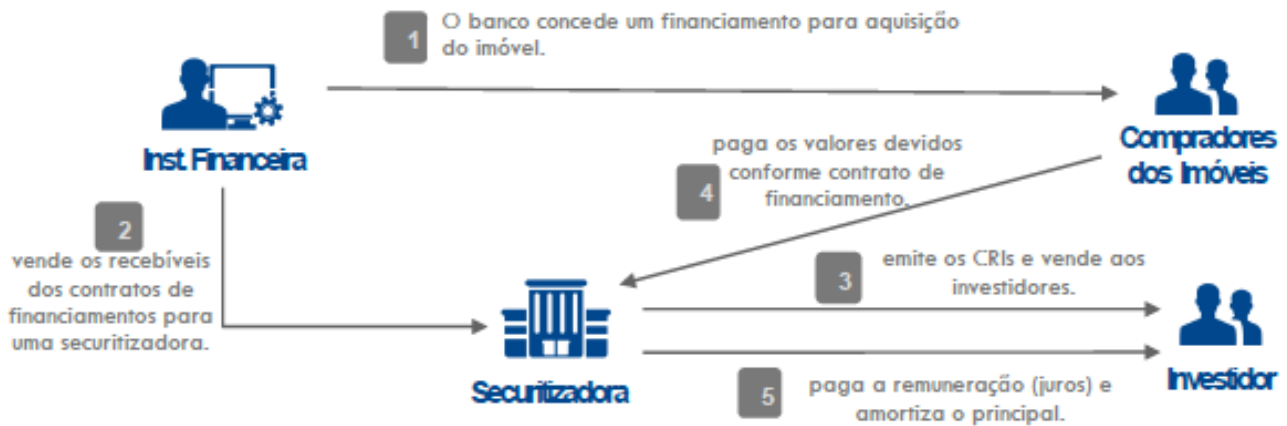 1
O banco concede um financiamento para aquisição
do imóvel.
Inst. Financeira
Compradores
dos Imóveis
4
paga os valores devidos
conforme contrato de
financiamento.
2
vende os recebíveis
dos contratos de
financiamentos para
uma securitizadora.
3
emite os CRIs e vende aos
investidores.
Securitizadora
Investidor
5
paga a remuneração (juros) e
amortiza o principal.